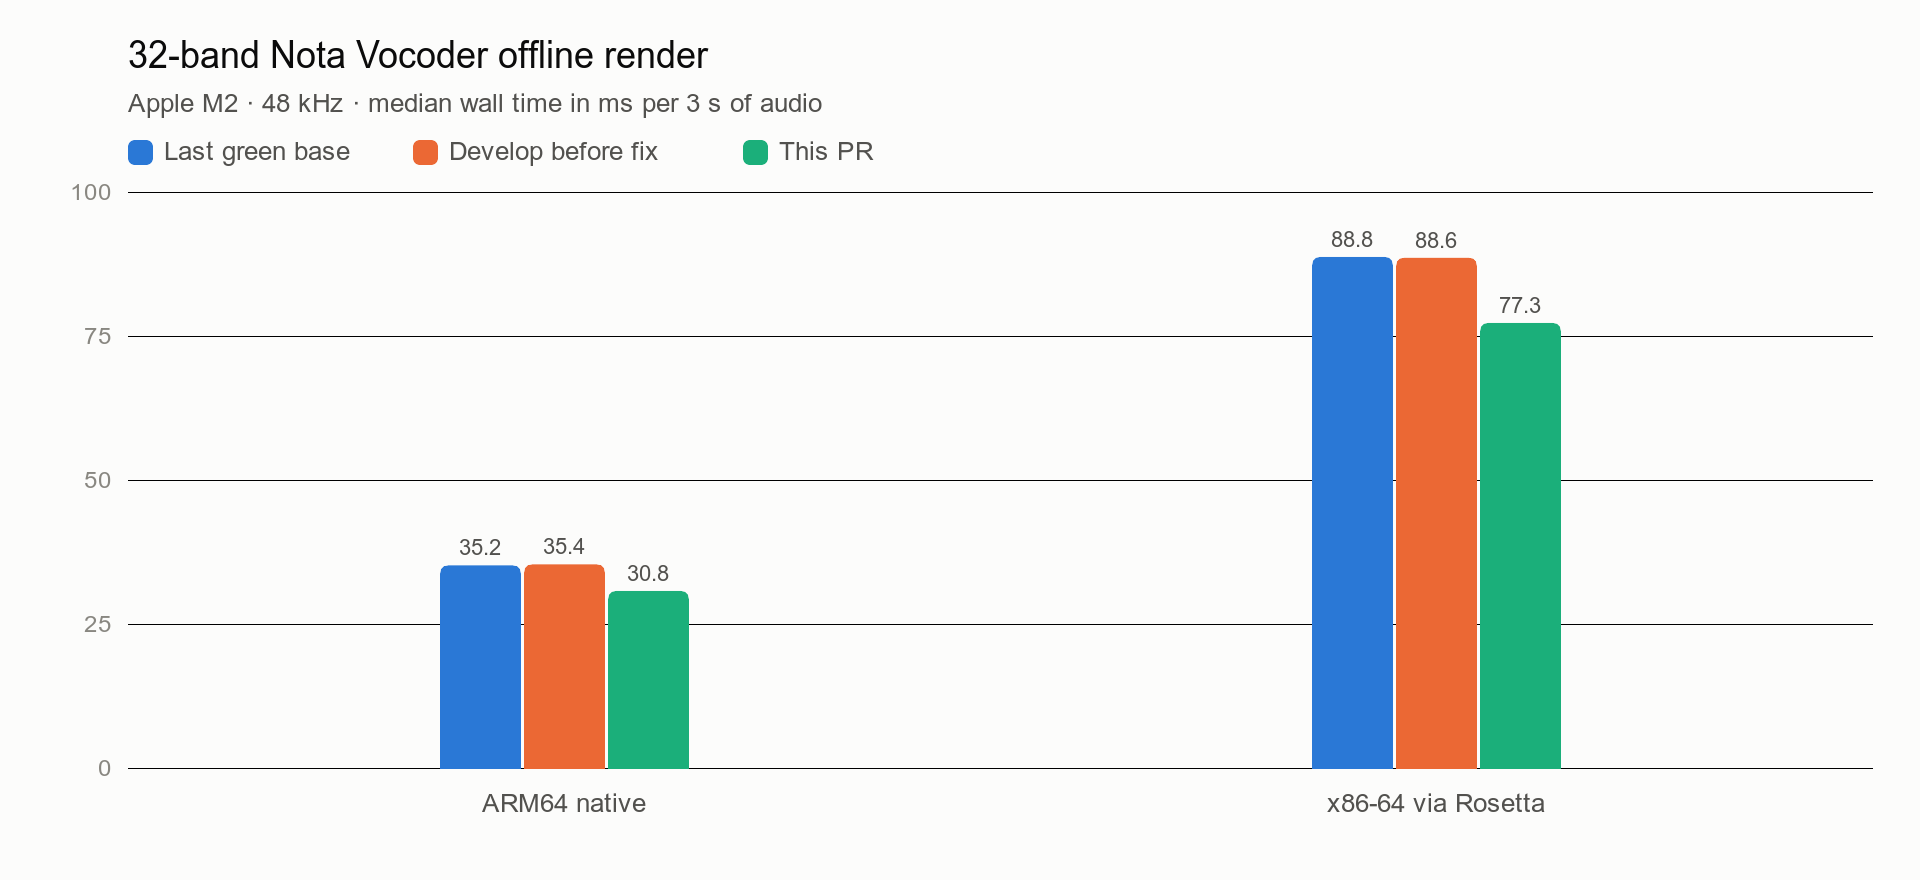 32-band Nota Vocoder offline render
Apple M2 · 48 kHz · median wall time in ms per 3 s of audio
Last green base Develop before fix This PR
100
88.8 88.6
77.3
75
50
35.2 35.4
30.8
25
0
ARM64 native x86-64 via Rosetta